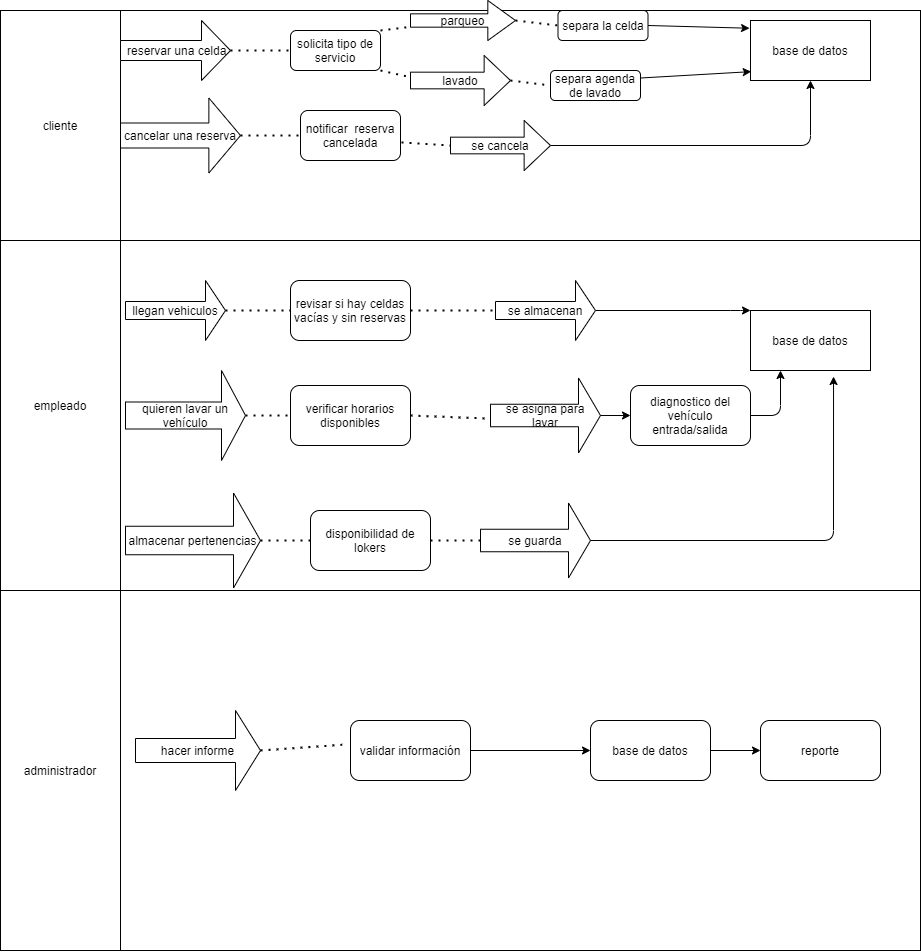 cliente
reservar una celda
solicita tipo de
servicio
parqueo
separa la celda
lavado
separa agenda
de lavado
base de datos
cancelar una reserva
notificar reserva
cancelada
se cancela
empleado
llegan vehiculos
revisar si hay celdas
vacías y sin reservas
se almacenan
base de datos
quieren lavar un
vehículo
verificar horarios
disponibles
se asigna para
lavar
diagnostico del
vehículo
entrada/salida
almacenar pertenencias
disponibilidad de
lokers
se guarda
administrador
hacer informe
validar información
base de datos
reporte